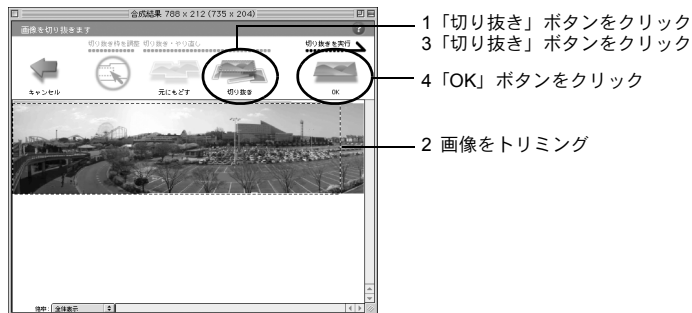 合成結果 788 x 212 (735 x 204)
画像を切り抜きます
切り抜き枠を調整 切り抜き・やり直し 切り抜きを実行
キャンセル 元にもどす 切り抜き OK
全体表示
1「切り抜き」ボタンをクリック
3「切り抜き」ボタンをクリック
4「OK」ボタンをクリック
2 画像をトリミング